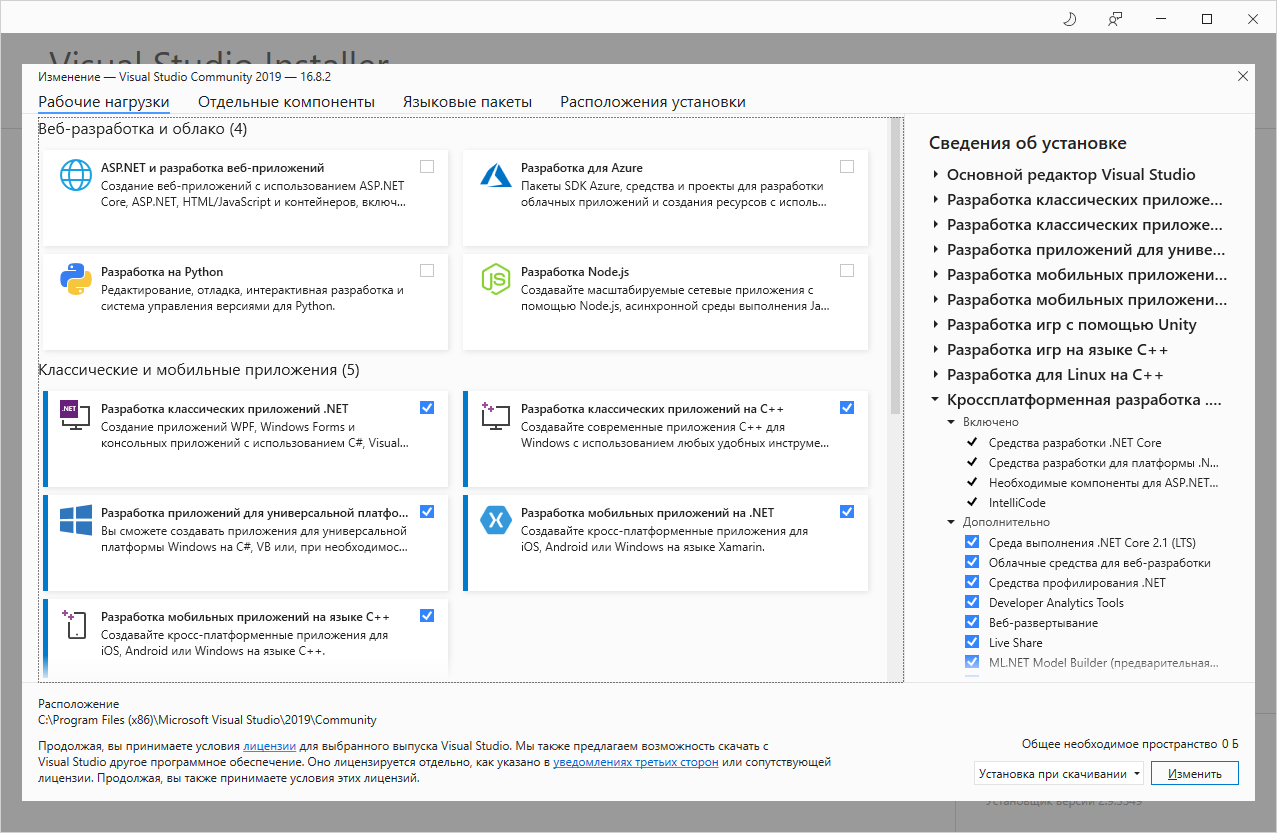 Visual Studio Installer
Изменение — Visual Studio Community 2019 — 16.8.2
Рабочие нагрузки Отдельные компоненты Языковые пакеты Расположения установки
Веб-разработка и облако (4)
ASP.NET и разработка веб-приложений
Создание веб-приложений с использованием ASP.NET
Core, ASP.NET, HTML/JavaScript и контейнеров, включ...
Разработка для Azure
Пакеты SDK Azure, средства и проекты для разработки
облачных приложений и создания ресурсов с исполь...
Разработка на Python
Редактирование, отладка, интерактивная разработка и
система управления версиями для Python.
JS
Разработка Node.js
Создавайте масштабируемые сетевые приложения с
помощью Node.js, асинхронной среды выполнения Ja...
Классические и мобильные приложения (5)
.NET
Разработка классических приложений .NET
Создание приложений WPF, Windows Forms и
консольных приложений с использованием C#, Visual...
Разработка классических приложений на C++
Создавайте современные приложения C++ для
Windows с использованием любых удобных инструме...
Разработка приложений для универсальной платфо...
Вы сможете создавать приложения для универсальной
платформы Windows на C#, VB или, при необходимос...
Разработка мобильных приложений на .NET
Создавайте кросс-платформенные приложения для
iOS, Android или Windows на языке Xamarin.
Разработка мобильных приложений на языке C++
Создавайте кросс-платформенные приложения для
iOS, Android или Windows на языке C++.
Сведения об установке
Основной редактор Visual Studio
Разработка классических приложе...
Разработка классических приложе...
Разработка приложений для униве...
Разработка мобильных приложени...
Разработка мобильных приложени...
Разработка игр с помощью Unity
Разработка игр на языке C++
Разработка для Linux на C++
Кроссплатформенная разработка ....
Включено
Средства разработки .NET Core
Средства разработки для платформы .N...
Необходимые компоненты для ASP.NET...
IntelliCode
Дополнительно
Среда выполнения .NET Core 2.1 (LTS)
Облачные средства для веб-разработки
Средства профилирования .NET
Developer Analytics Tools
Веб-развертывание
Live Share
ML.NET Model Builder (предварительная...
Расположение
C:\Program Files (x86)\Microsoft Visual Studio\2019\Community
Продолжая, вы принимаете условия лицензии для выбранного выпуска Visual Studio. Мы также предлагаем возможность скачать с
Visual Studio другое программное обеспечение. Оно лицензируется отдельно, как указано в уведомлениях третьих сторон или сопутствующей
лицензии. Продолжая, вы также принимаете условия этих лицензий.
Общее необходимое пространство 0 Б
Установка при скачивании
Изменить
Установщик версии 2.9.3549